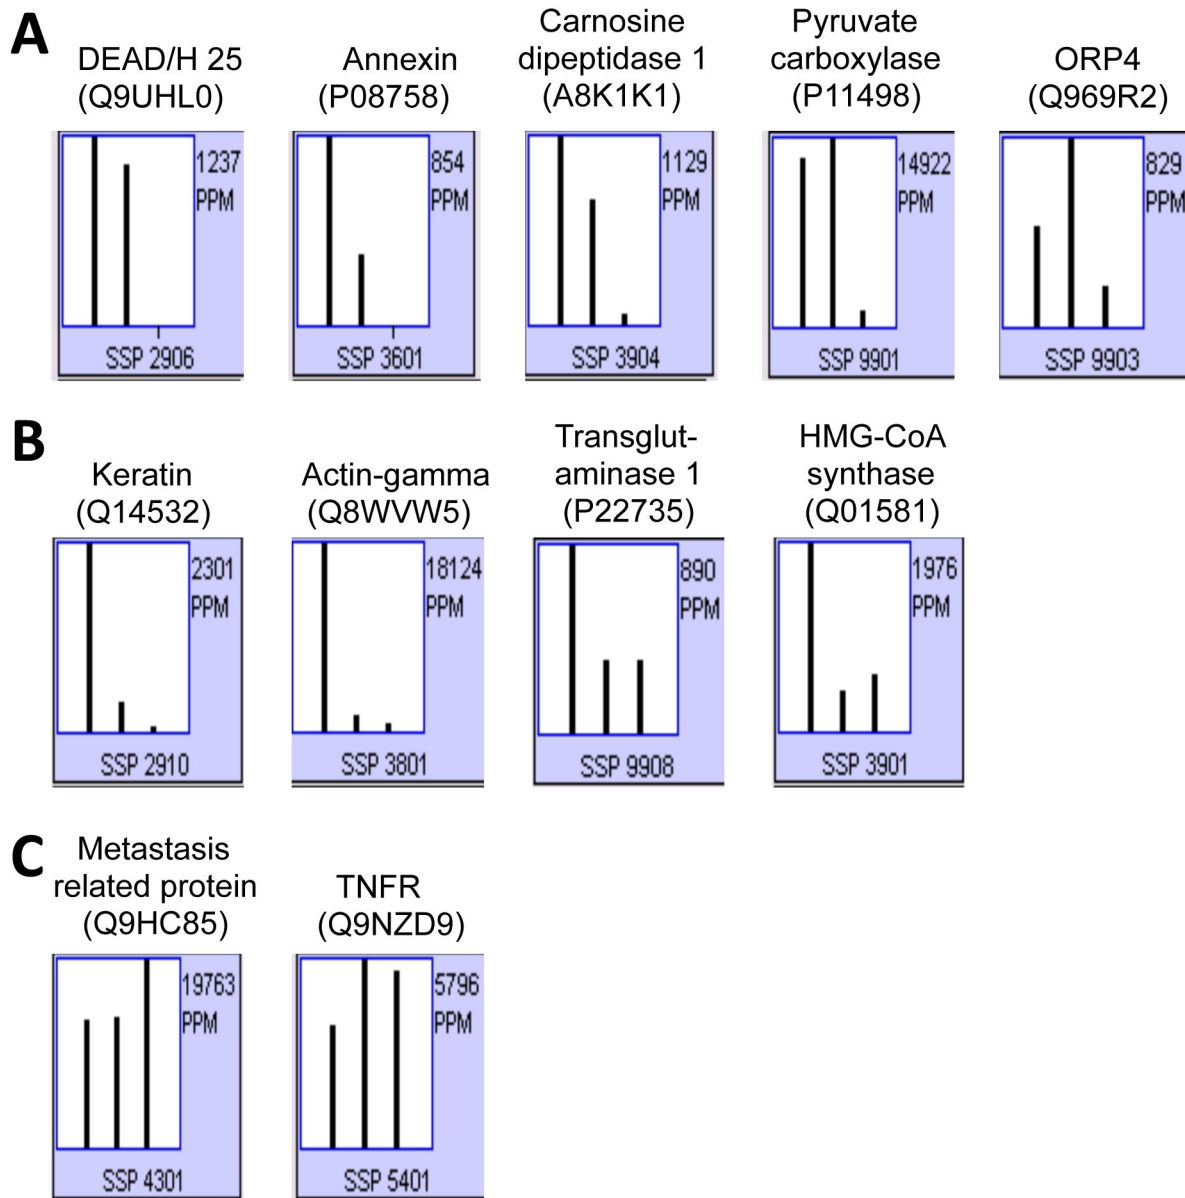 A
DEAD/H 25
(Q9UHL0)
Annexin
(P08758)
Carnosine
dipeptidase 1
(A8K1K1)
Pyruvate
carboxylase
(P11498)
ORP4
(Q969R2)
1237
PPM
SSP 2906
854
PPM
SSP 3601
1129
PPM
SSP 3904
14922
PPM
SSP 9901
829
PPM
SSP 9903
B
Keratin
(Q14532)
Actin-gamma
(Q8WVW5)
Transglut-
aminase 1
(P22735)
HMG-CoA
synthase
(Q01581)
2301
PPM
SSP 2910
18124
PPM
SSP 3801
890
PPM
SSP 9908
1976
PPM
SSP 3901
C
Metastasis
related protein
(Q9HC85)
TNFR
(Q9NZD9)
19763
PPM
SSP 4301
5796
PPM
SSP 5401